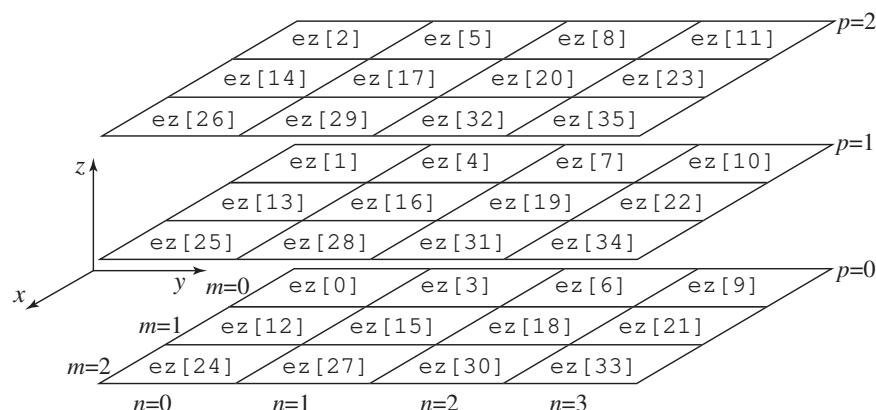 p=2
ez[2] ez[5] ez[8] ez[11]
ez[14] ez[17] ez[20] ez[23]
ez[26] ez[29] ez[32] ez[35]
p=1
ez[1] ez[4] ez[7] ez[10]
z
ez[13] ez[16] ez[19] ez[22]
ez[25] ez[28] ez[31] ez[34]
p=0
x y m=0 ez[0] ez[3] ez[6] ez[9]
m=1 ez[12] ez[15] ez[18] ez[21]
m=2 ez[24] ez[27] ez[30] ez[33]
n=0 n=1 n=2 n=3